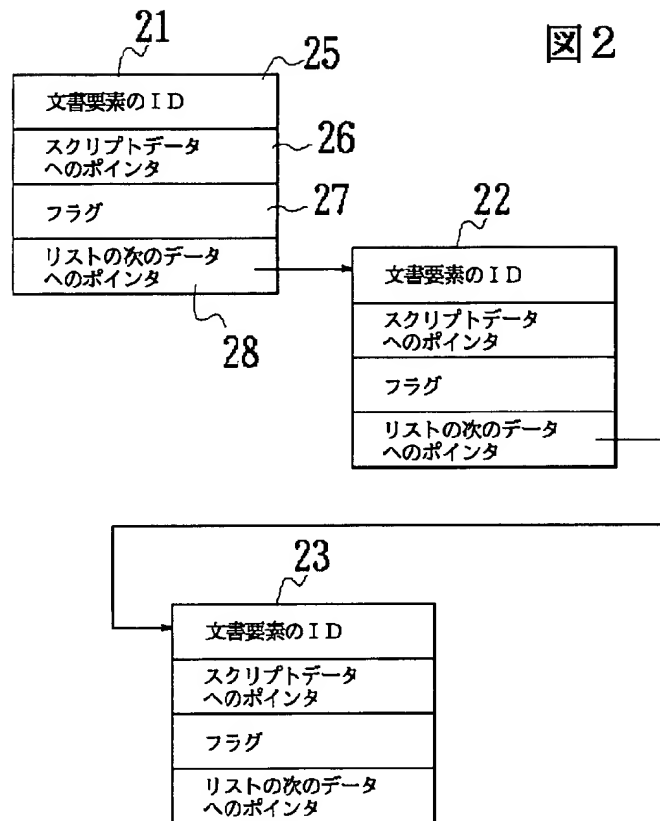 図2
21
25
文書要素のID
スクリプトデータ
へのポインタ
26
フラグ
27
リストの次のデータ
へのポインタ
28
22
文書要素のID
スクリプトデータ
へのポインタ
フラグ
リストの次のデータ
へのポインタ
23
文書要素のID
スクリプトデータ
へのポインタ
フラグ
リストの次のデータ
へのポインタ